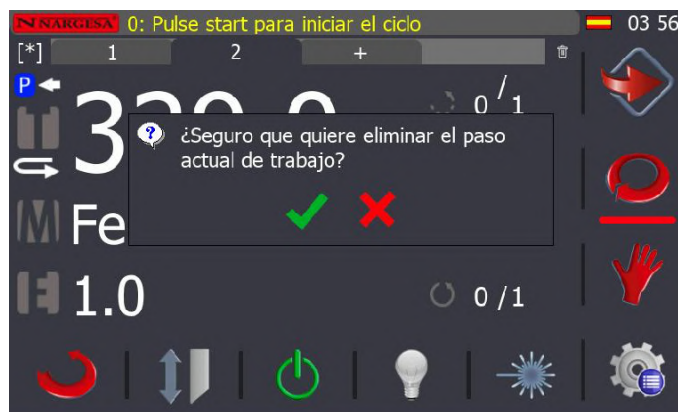 NARGESA 0: Pulse start para iniciar el ciclo 03 56
[*] 1 2 +
P 0/1
¿Seguro que quiere eliminar el paso
actual de trabajo?
Fe
1.0 0/1